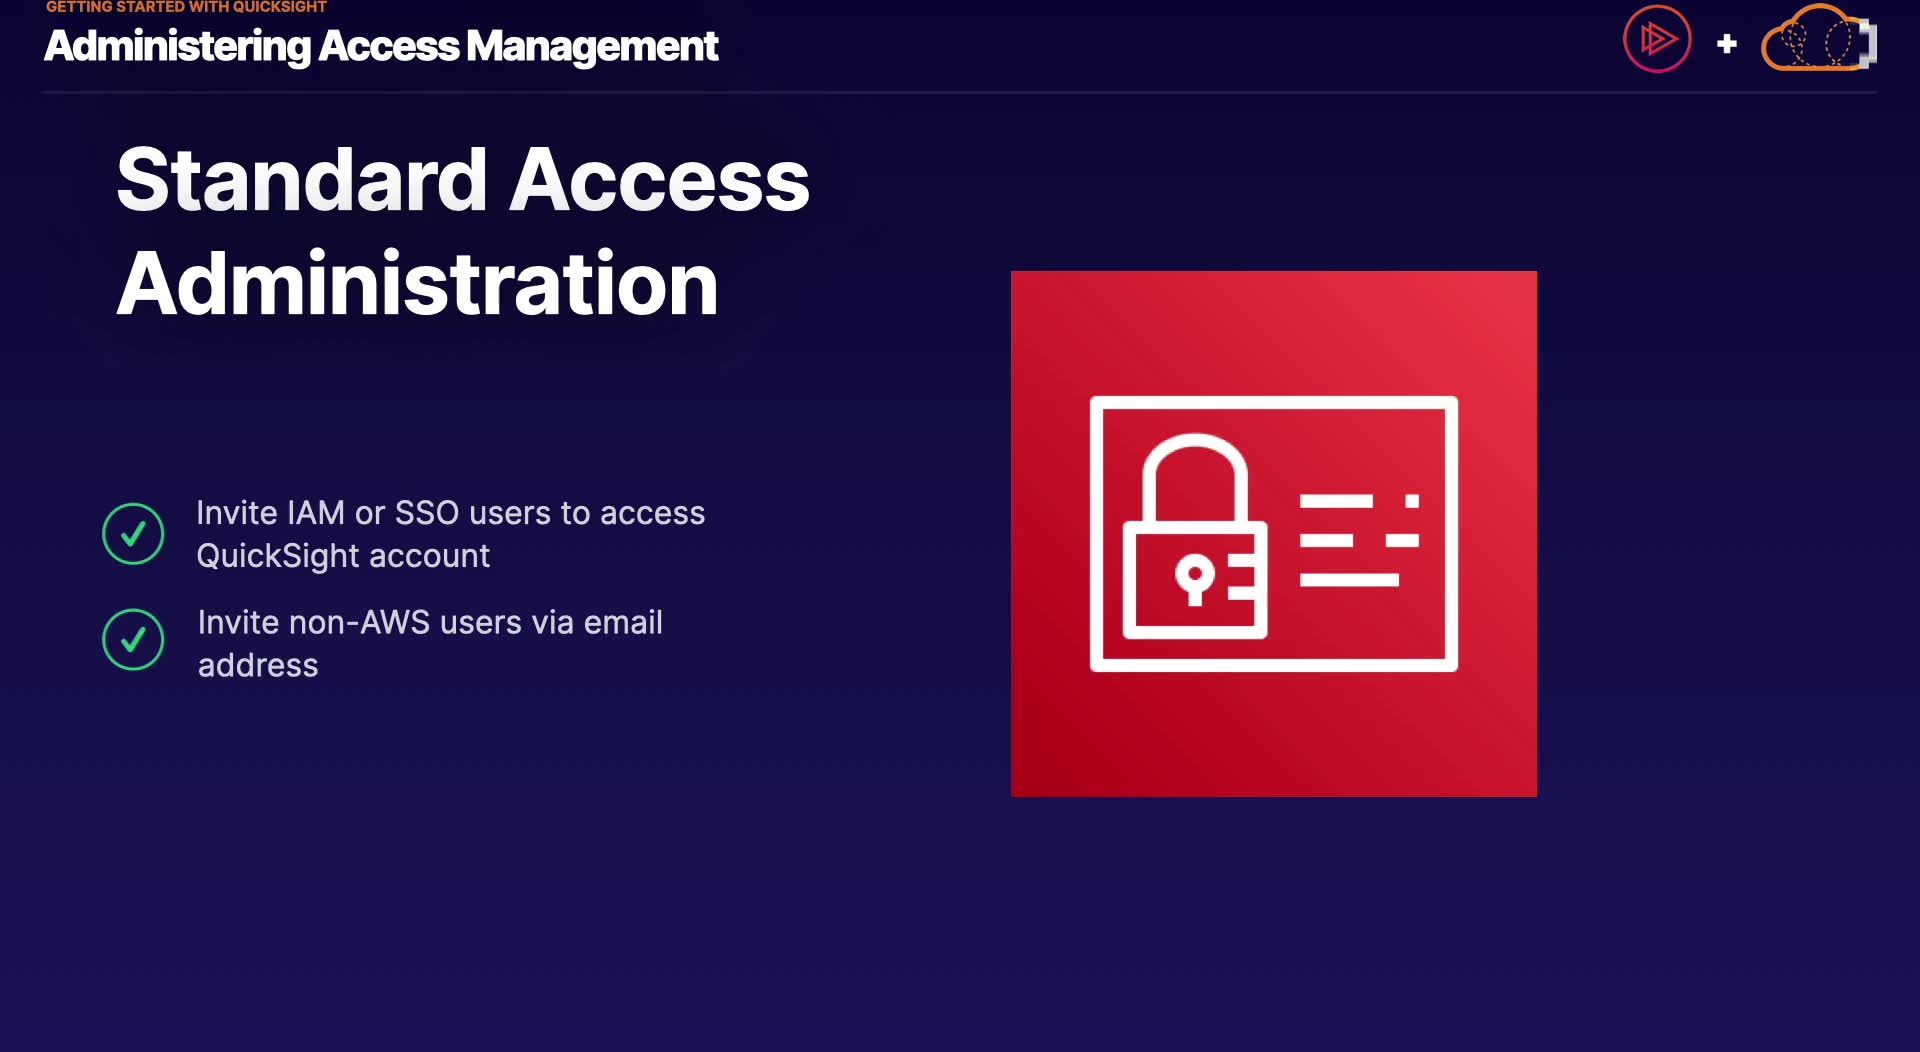 GETTING STARTED WITH QUICKSIGHT
Administering Access Management
Standard Access
Administration
Invite IAM or SSO users to access
QuickSight account
Invite non-AWS users via email
address